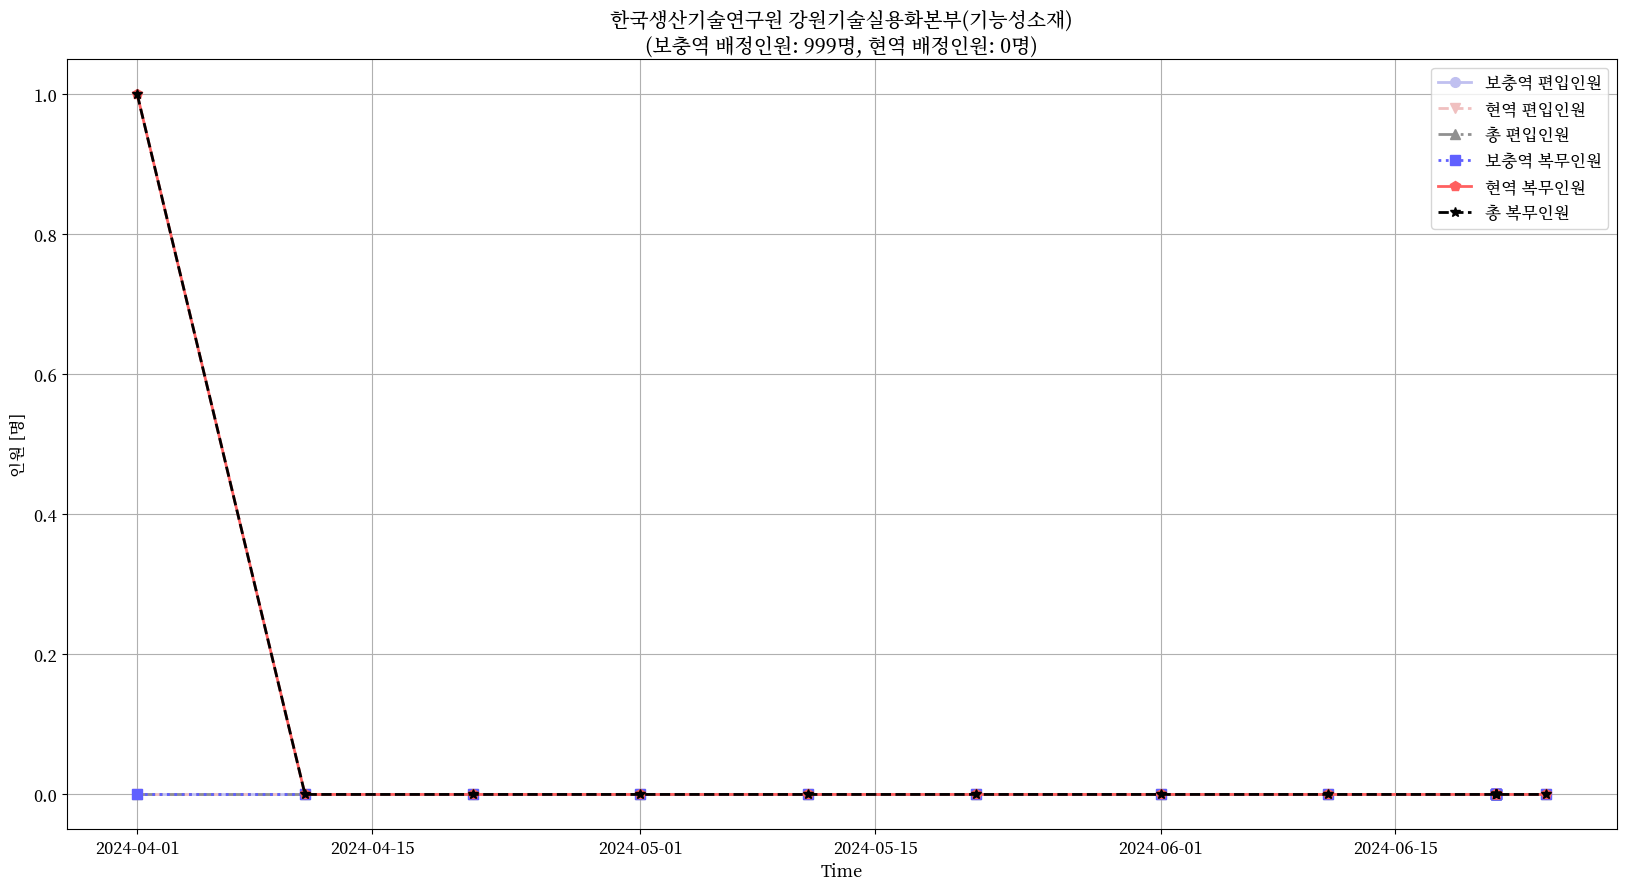 한국생산기술연구원 강원기술실용화본부(기능성소재)
(보충역 배정인원: 999명, 현역 배정인원: 0명)
보충역 편입인원
현역 편입인원
총 편입인원
보충역 복무인원
현역 복무인원
총 복무인원
인원 [명]
1.0
0.8
0.6
0.4
0.2
0.0
2024-04-01
2024-04-15
2024-05-01
2024-05-15
2024-06-01
2024-06-15
Time